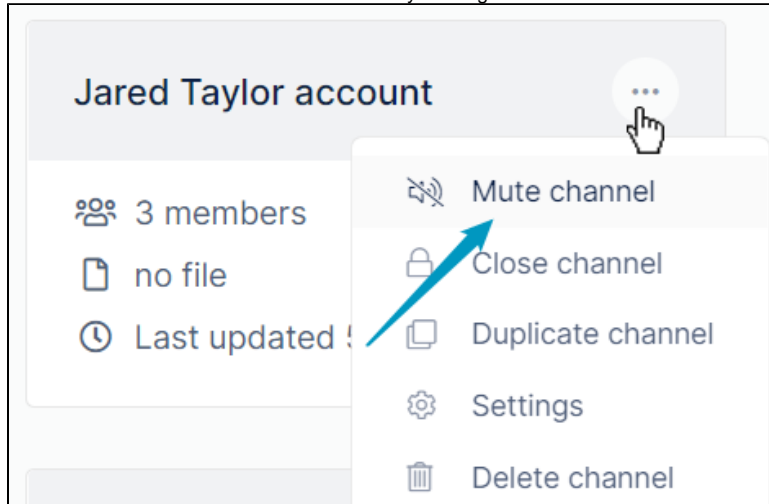 Jared Taylor account
Mute channel
3 members
Close channel
no file
Last updated
Duplicate channel
Settings
Delete channel